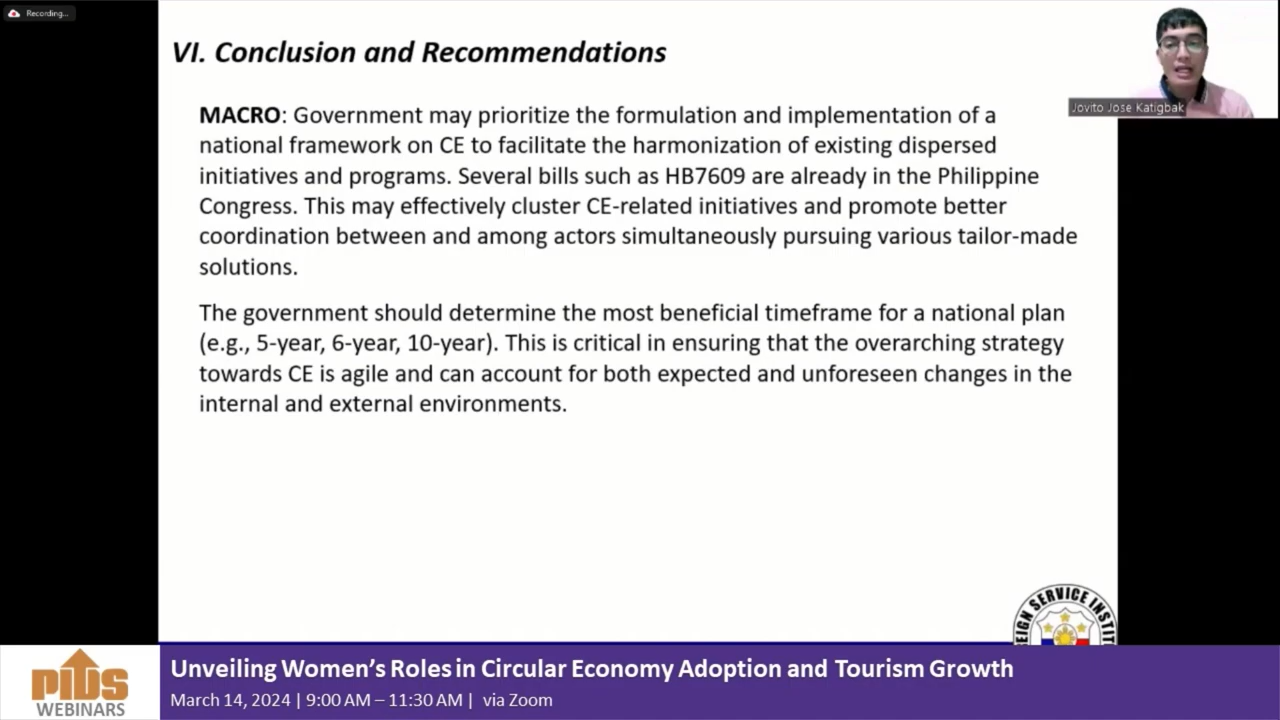 Recording...
VI. Conclusion and Recommendations
Jovito Jose Katigbak
MACRO: Government may prioritize the formulation and implementation of a
national framework on CE to facilitate the harmonization of existing dispersed
initiatives and programs. Several bills such as HB7609 are already in the Philippine
Congress. This may effectively cluster CE-related initiatives and promote better
coordination between and among actors simultaneously pursuing various tailor-made
solutions.
The government should determine the most beneficial timeframe for a national plan
(e.g., 5-year, 6-year, 10-year). This is critical in ensuring that the overarching strategy
towards CE is agile and can account for both expected and unforeseen changes in the
internal and external environments.
EIGN SERVICE INSTIT
pids
WEBINARS
Unveiling Women's Roles in Circular Economy Adoption and Tourism Growth
March 14, 2024 | 9:00 AM – 11:30 AM | via Zoom